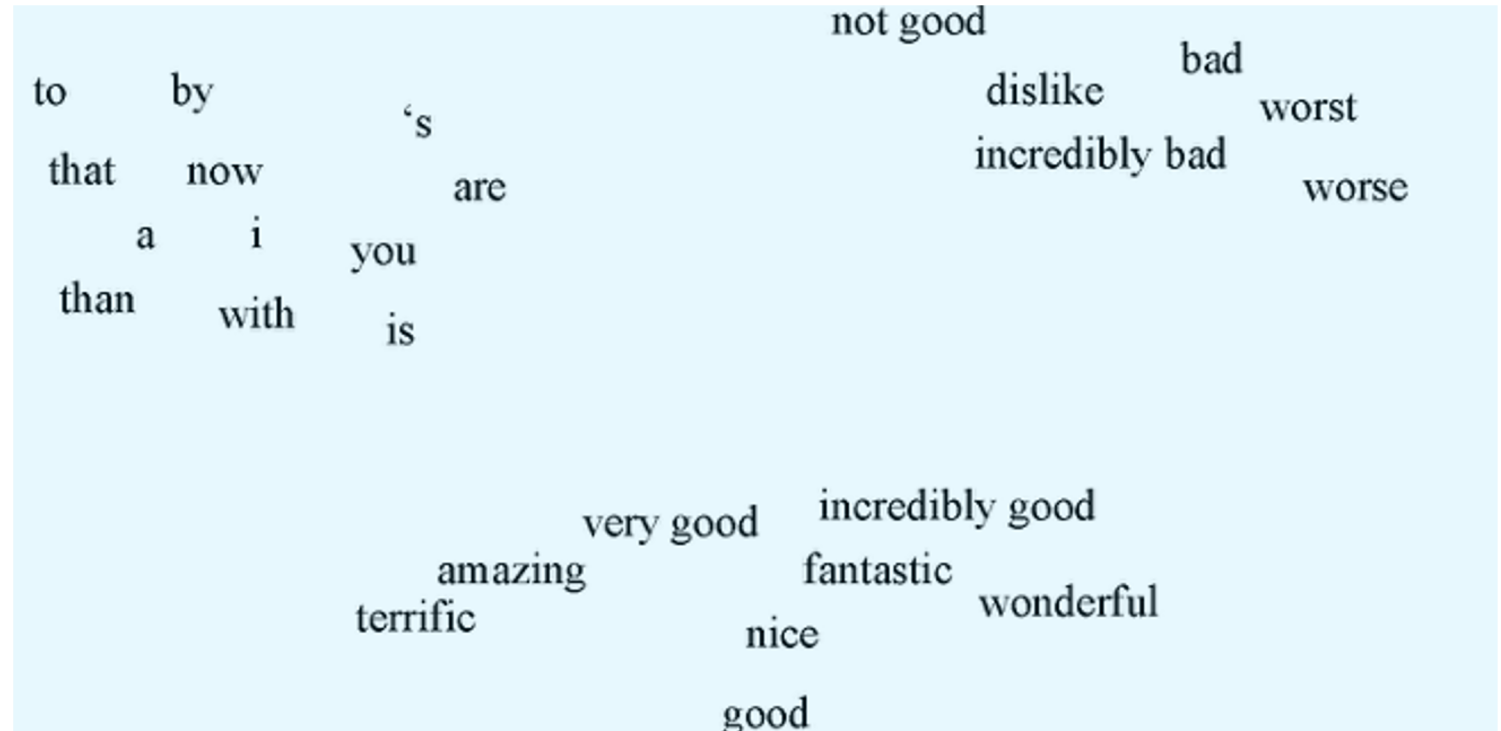 not good
bad
to by dislike
's worst
that now incredibly bad
are worse
a i you
than with is
very good incredibly good
amazing fantastic
terrific wonderful
nice
good